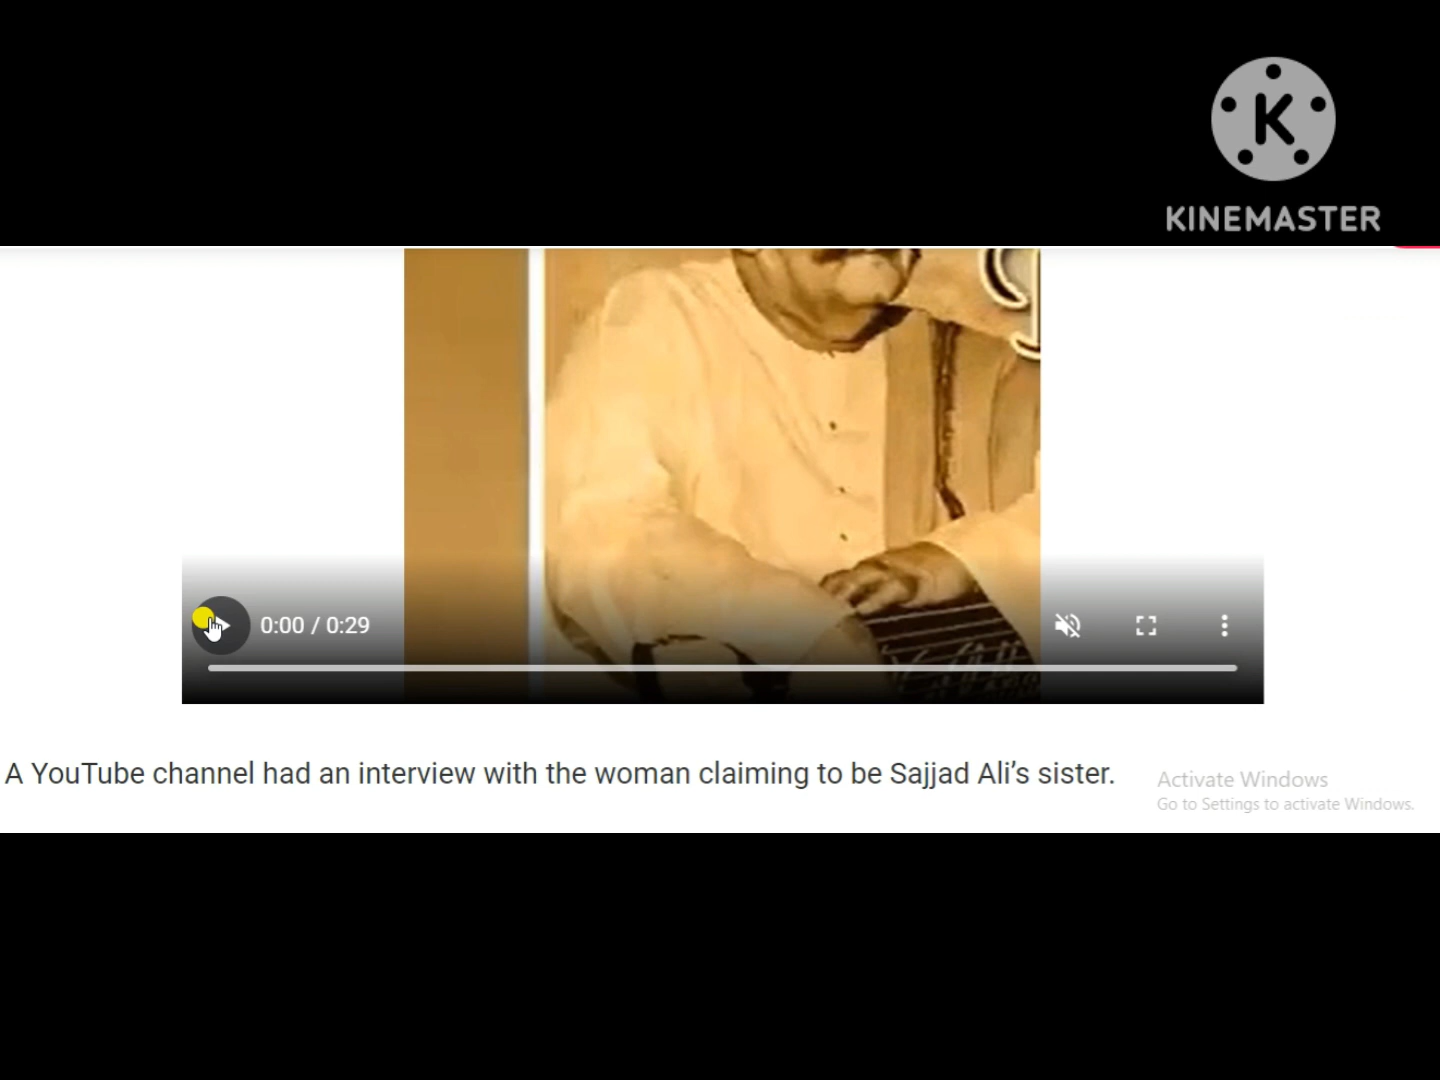 K
KINEMASTER
0:00 / 0:29
A YouTube channel had an interview with the woman claiming to be Sajjad Ali’s sister.
Activate Windows
Go to Settings to activate Windows.